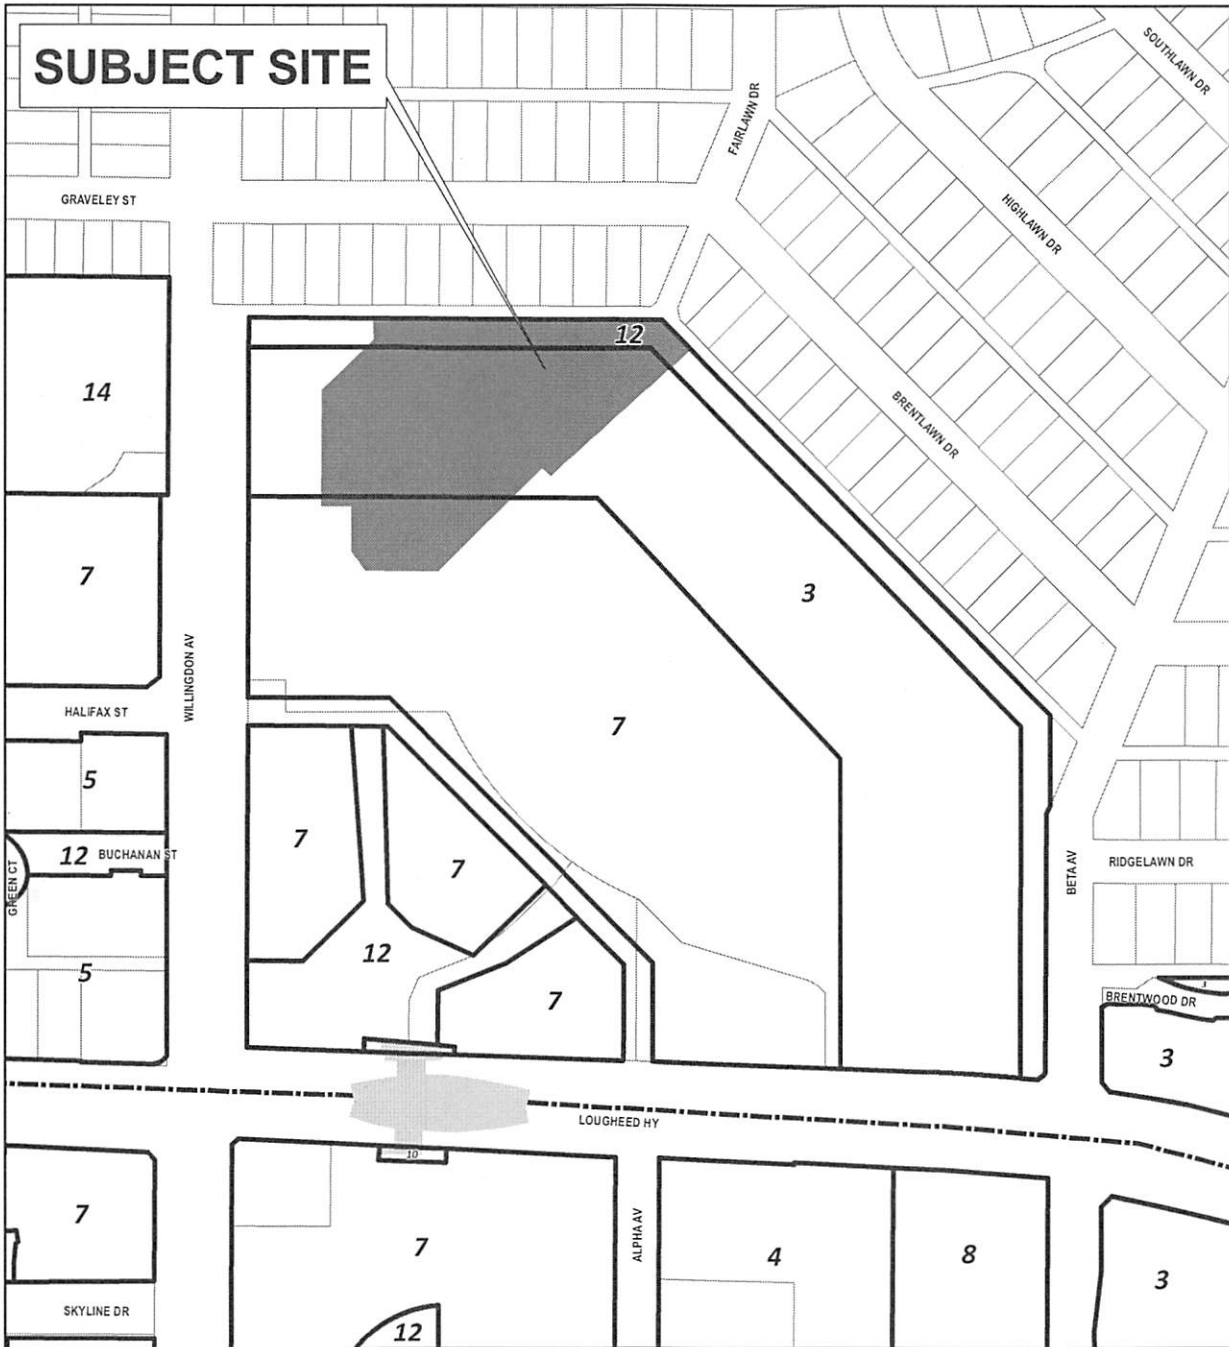 SUBJECT SITE
SOUTHLAWN DR
FAIRLAWN DR
GRAVELEY ST
HIGHLAWN DR
12
14
BRENTLAWN DR
7
3
WILLINGDON AV
HALIFAX ST
7
5
7
7
12
BUCHANAN ST
GREEN CT
BETA AV
RIDGELAWN DR
12
5
7
3
BRENTWOOD DR
3
LOUGHEED HY
10
7
7
ALPHA AV
4
8
3
SKYLINE DR
12